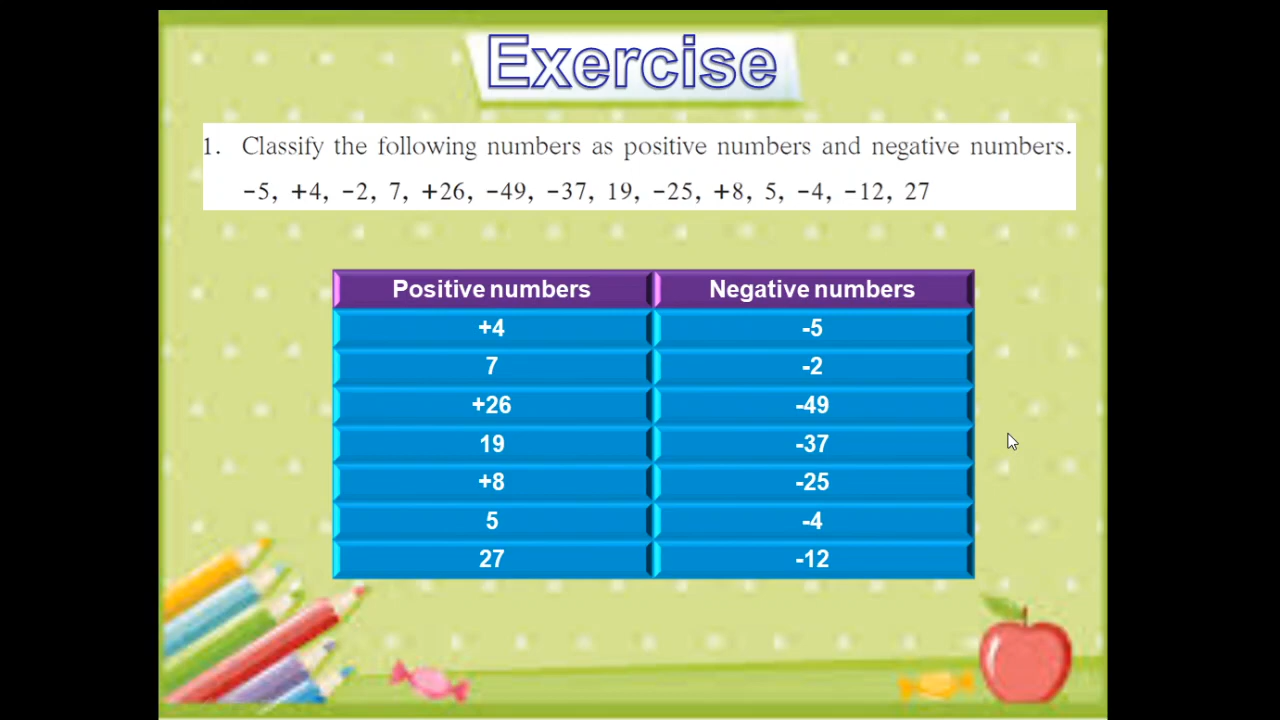 Exercise
1. Classify the following numbers as positive numbers and negative numbers.
-5, +4, -2, 7, +26, -49, -37, 19, -25, +8, 5, -4, -12, 27
Positive numbers Negative numbers
+4 -5
7 -2
+26 -49
19 -37
+8 -25
5 -4
27 -12